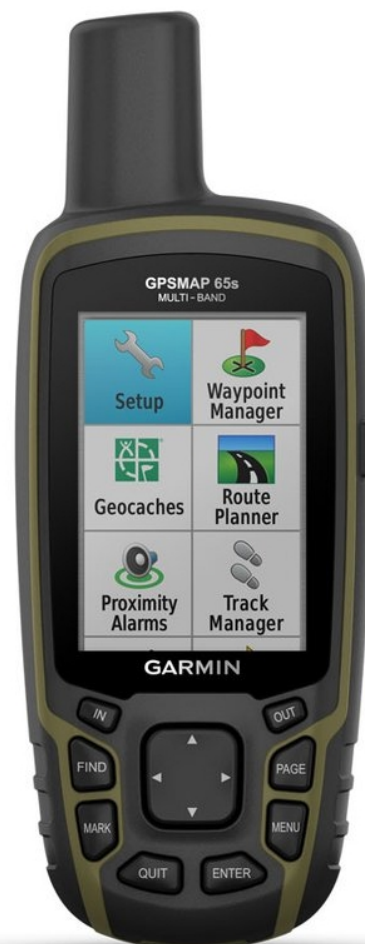 GPSMAP 65s
MULTI-BAND
Setup
Waypoint
Manager
Geocaches
Route
Planner
Proximity
Alarms
Track
Manager
GARMIN
IN
OUT
FIND
PAGE
MARK
MENU
QUIT
ENTER